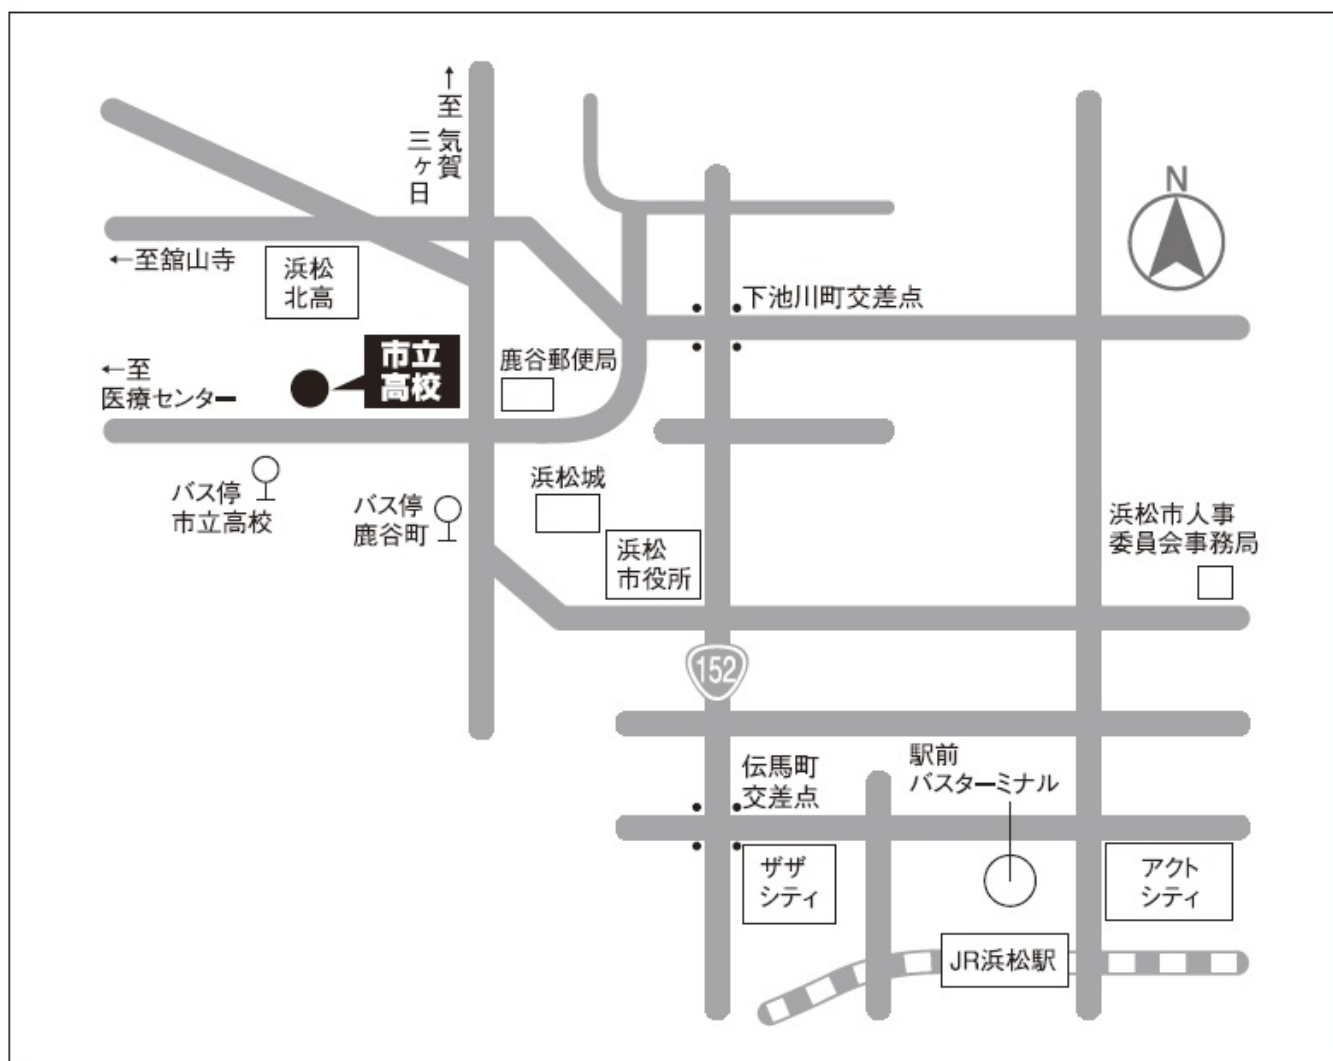 ↑至 気賀
三ヶ日
N
←至舘山寺
浜松
北高
下池川町交差点
市立
高校
鹿谷郵便局
←至
医療センター
バス停
市立高校
バス停
鹿谷町
浜松城
浜松
市役所
浜松市人事
委員会事務局
152
伝馬町
交差点
駅前
バスターミナル
ザザ
シティ
アクト
シティ
JR浜松駅